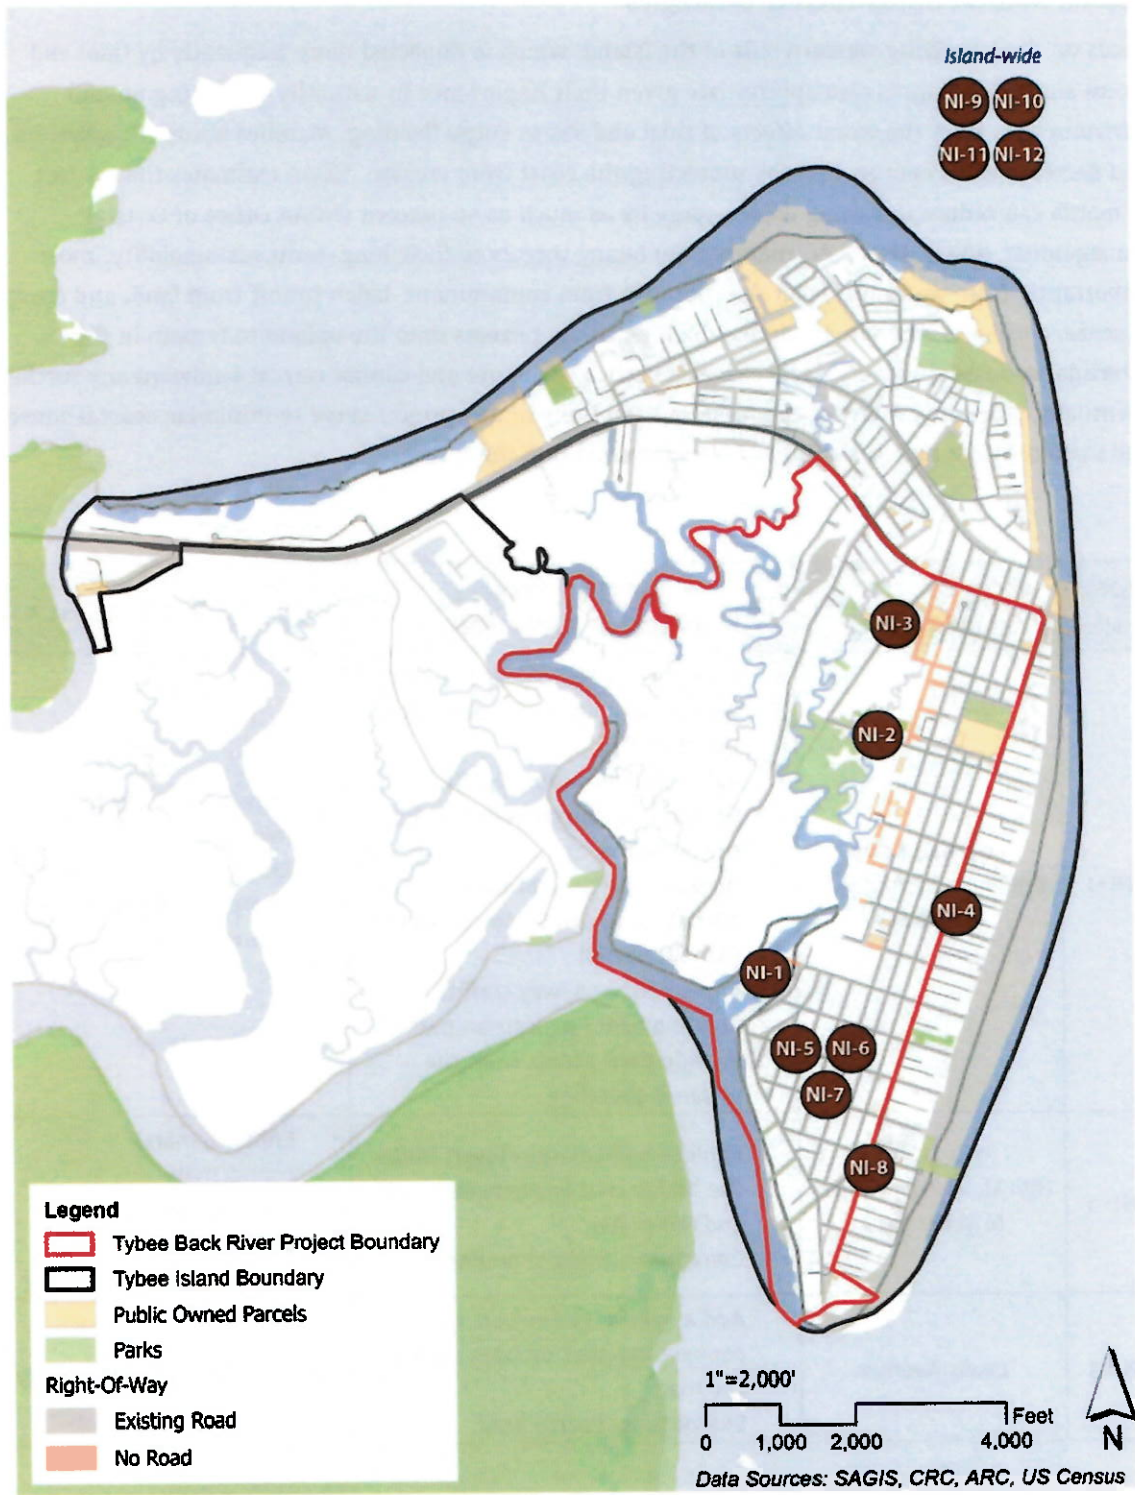 Island-wide
NI-9 NI-10
NI-11 NI-12
NI-3
NI-2
NI-4
NI-1
NI-5 NI-6
NI-7
NI-8
Legend
Tybee Back River Project Boundary
Tybee Island Boundary
Public Owned Parcels
Parks
Right-Of-Way
Existing Road
No Road
1"=2,000'
Feet
0 1,000 2,000 4,000
N
Data Sources: SAGIS, CRC, ARC, US Census